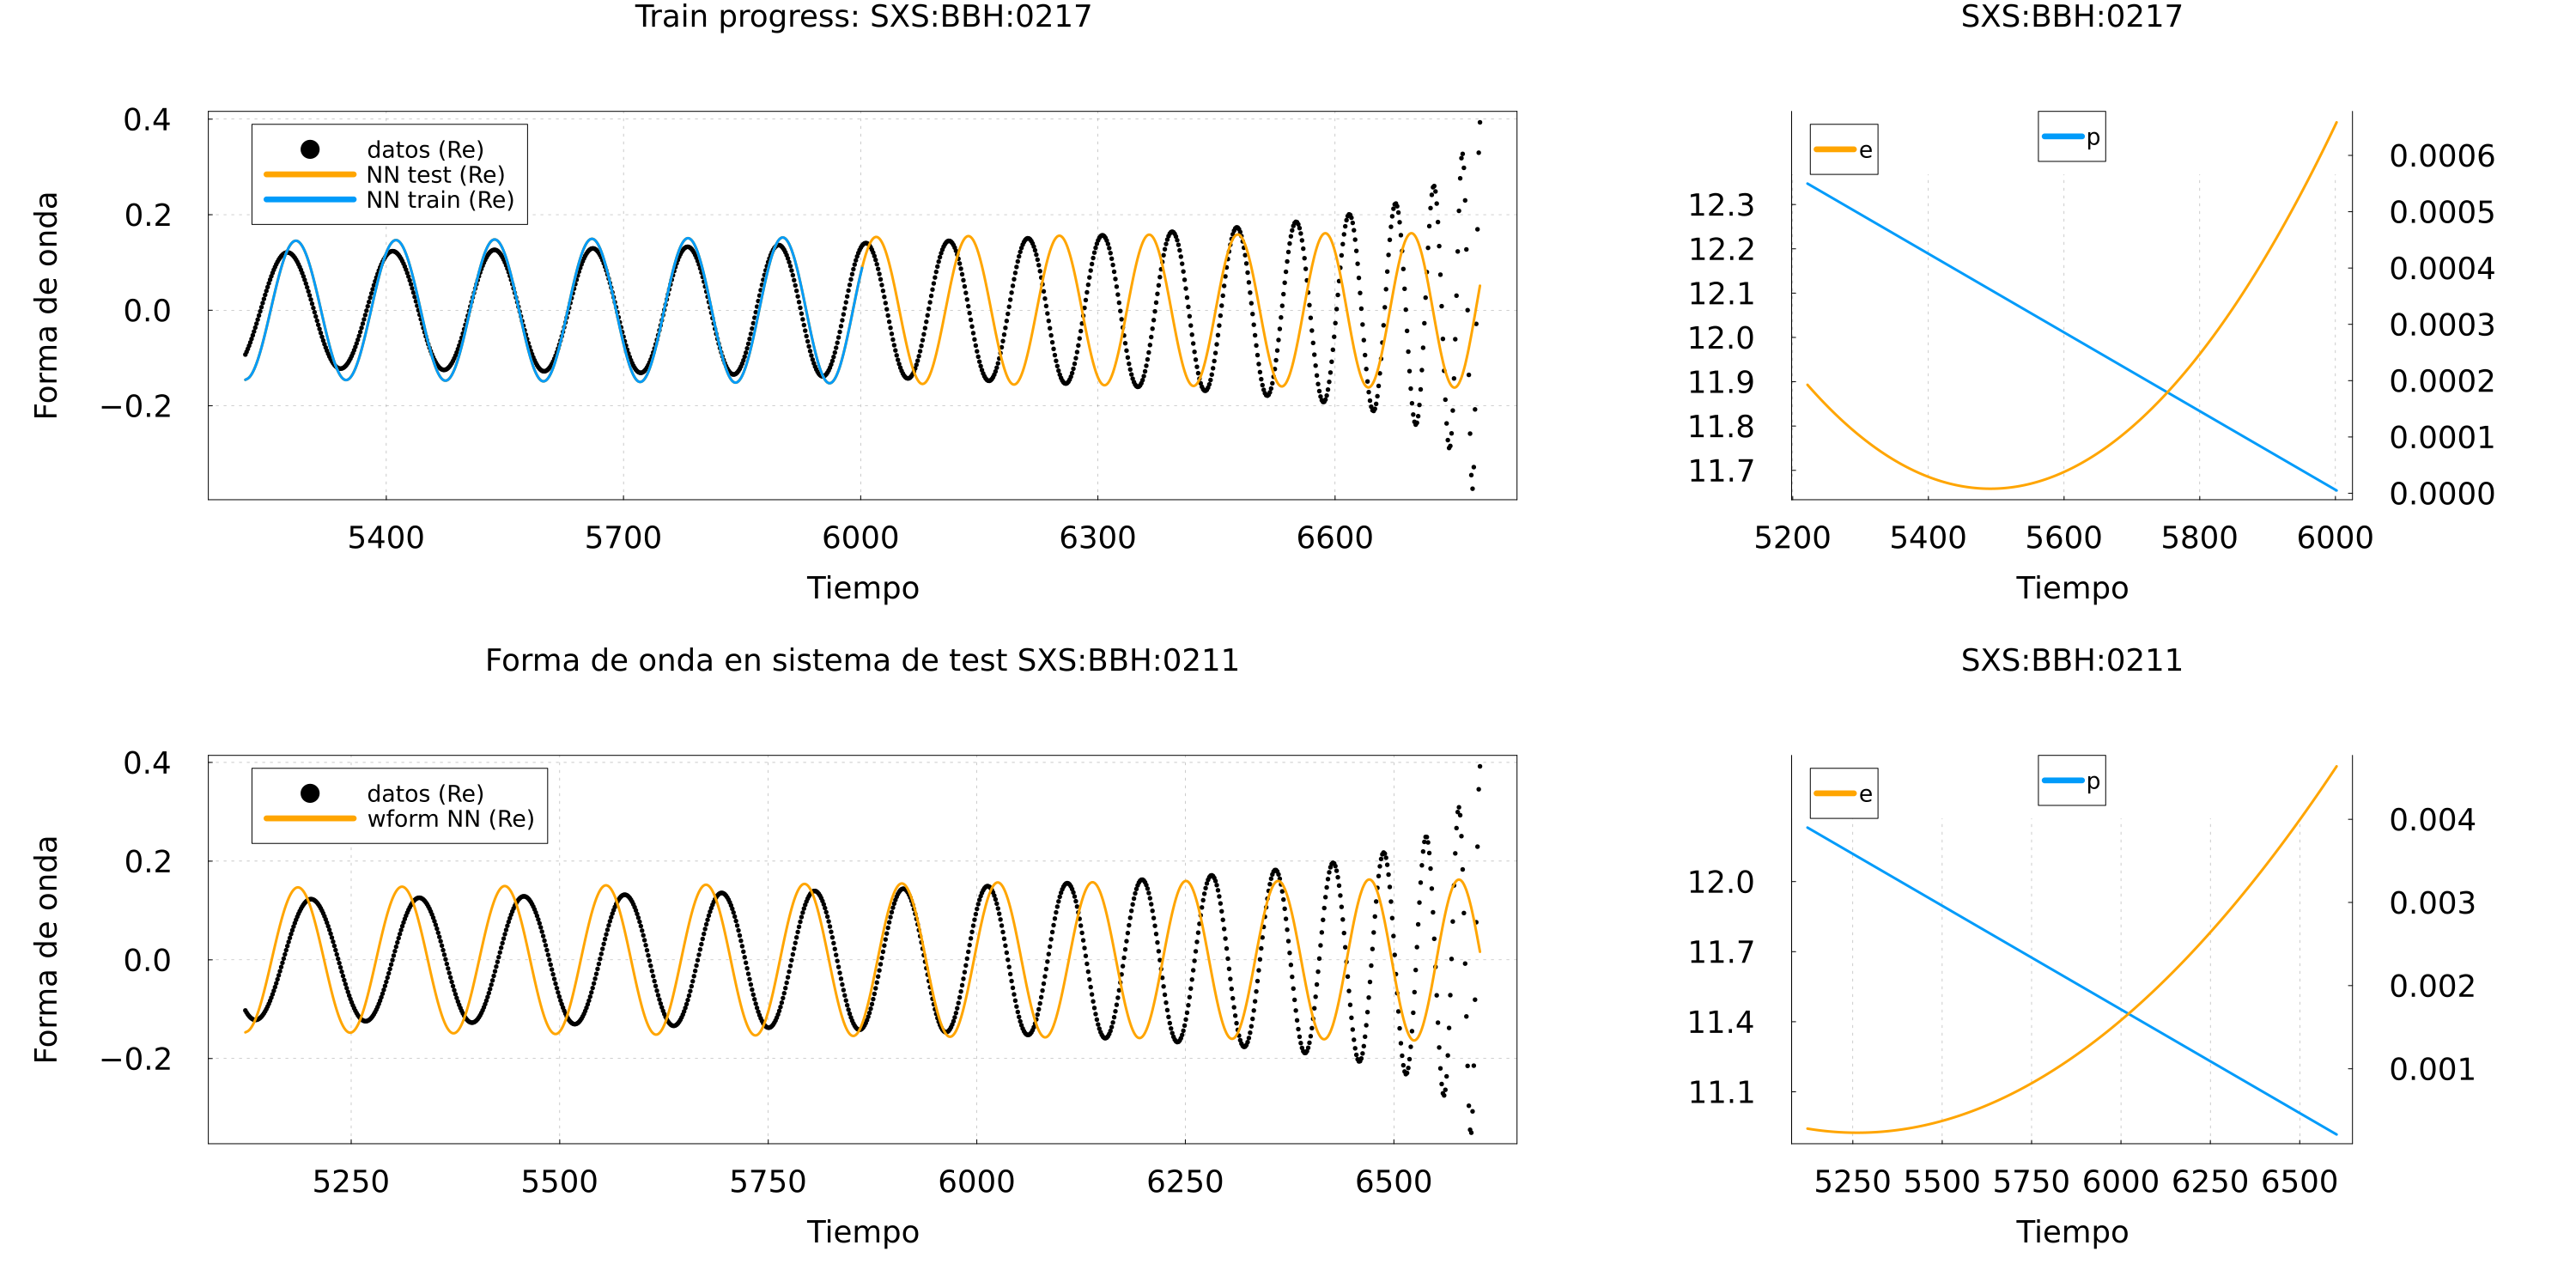 Train progress: SXS:BBH:0217
Forma de onda
0.4
0.2
0.0
−0.2
datos (Re)
NN test (Re)
NN train (Re)
5400 5700 6000 6300 6600
Tiempo
SXS:BBH:0217
e
p
12.3
12.2
12.1
12.0
11.9
11.8
11.7
0.0006
0.0005
0.0004
0.0003
0.0002
0.0001
0.0000
5200 5400 5600 5800 6000
Tiempo
Forma de onda en sistema de test SXS:BBH:0211
Forma de onda
0.4
0.2
0.0
−0.2
datos (Re)
wform NN (Re)
5250 5500 5750 6000 6250 6500
Tiempo
SXS:BBH:0211
e
p
12.0
11.7
11.4
11.1
0.004
0.003
0.002
0.001
5250 5500 5750 6000 6250 6500
Tiempo